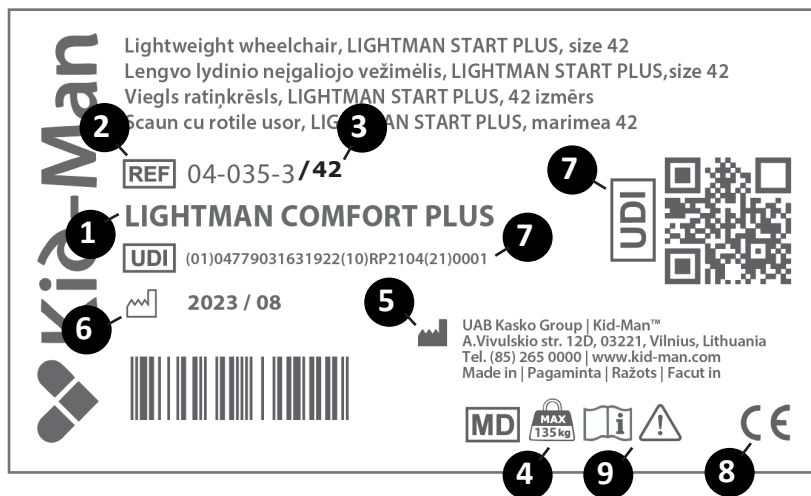 Kid-Man
Lightweight wheelchair, LIGHTMAN START PLUS, size 42
Lengvo lydinio neįgaliojo vežimėlis, LIGHTMAN START PLUS,size 42
Viegls ratiņkrēsls, LIGHTMAN START PLUS, 42 izmērs
Scaun cu rotile usor, LIGHTMAN START PLUS, marimea 42
2
3
REF 04-035-3/42
7
UDI
1
LIGHTMAN COMFORT PLUS
7
UDI (01)04779031631922(10)RP2104(21)0001
6
2023 / 08
5
UAB Kasko Group | Kid-Man™
A.Vivulskio str. 12D, 03221, Vilnius, Lithuania
Tel. (85) 265 0000 | www.kid-man.com
Made in | Pagaminta | Ražots | Facut in
MD
MAX
135kg
i
!
CE
4
9
8